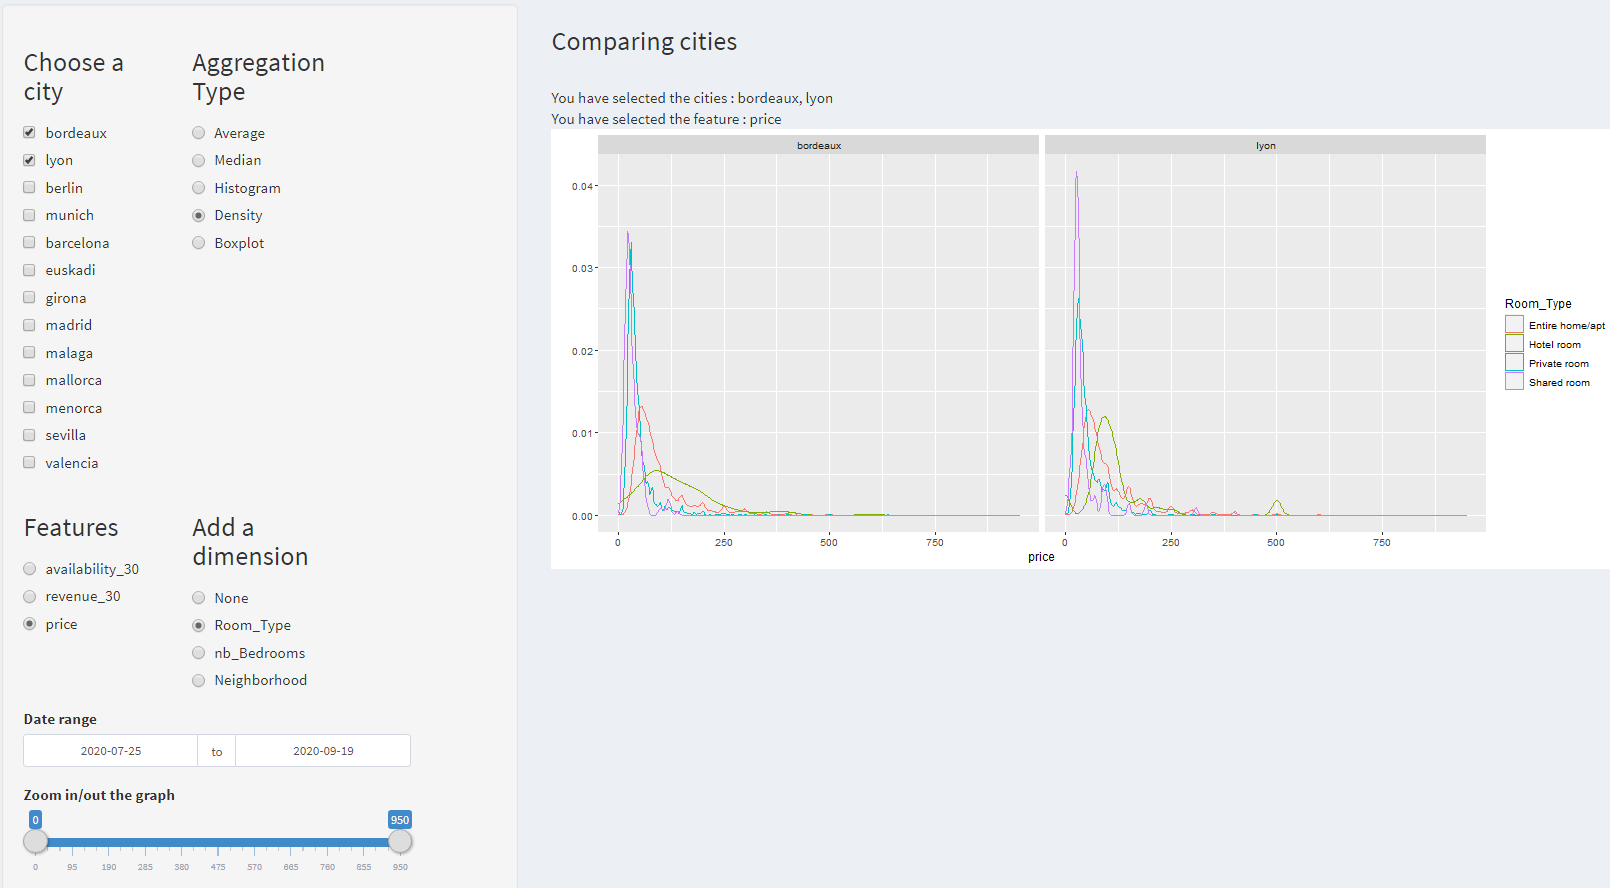 Choose a
city
bordeaux
lyon
berlin
munich
barcelona
euskadi
girona
madrid
malaga
mallorca
menorca
sevilla
valencia
Aggregation
Type
Average
Median
Histogram
Density
Boxplot
Features
availability_30
revenue_30
price
Add a
dimension
None
Room_Type
nb_Bedrooms
Neighborhood
Date range
2020-07-25 to 2020-09-19
Zoom in/out the graph
0 950
0 95 190 285 380 475 570 665 760 855 950
Comparing cities
You have selected the cities : bordeaux, lyon
You have selected the feature : price
bordeaux lyon
0.04
0.03
0.02
0.01
0.00
0 250 500 750 0 250 500 750
price
Room_Type
Entire home/apt
Hotel room
Private room
Shared room